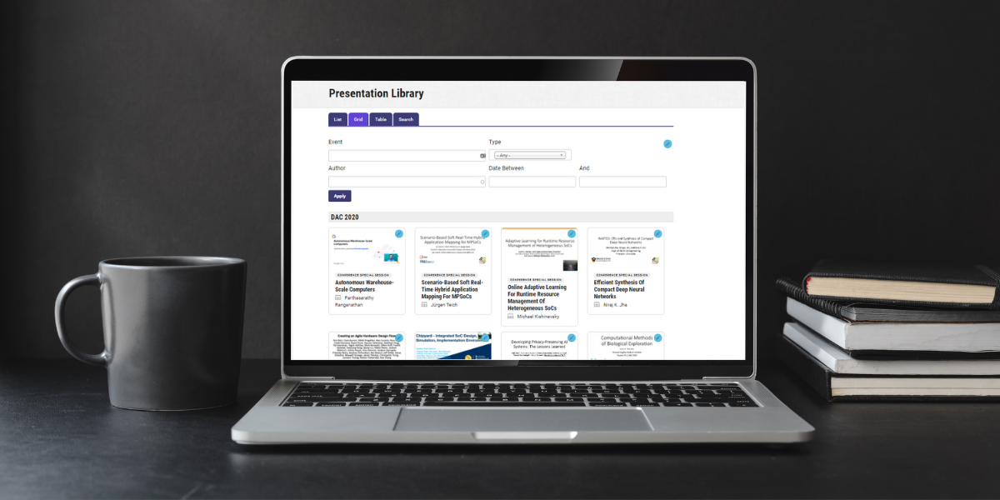 Presentation Library
List Grid Table Search
Event
Type
- Any -
Author
Date Between
And
Apply
DAC 2020
Autonomous Warehouse-Scale
Computers
Scenario-Based Soft Real-Time Hybrid
Application Mapping for MPSoCs
Adaptive Learning for Runtime Resource
Management of Heterogeneous SoCs
Efficient Synthesis of Compact
Deep Neural Networks
CONFERENCE SPECIAL SESSION
Autonomous Warehouse-
Scale Computers
Parthasarathy
Ranganathan
CONFERENCE SPECIAL SESSION
Scenario-Based Soft Real-
Time Hybrid Application
Mapping For MPSoCs
Jürgen Teich
CONFERENCE SPECIAL SESSION
Online Adaptive Learning
For Runtime Resource
Management Of
Heterogeneous SoCs
Michael Kishinevsky
CONFERENCE SPECIAL SESSION
Efficient Synthesis Of
Compact Deep Neural
Networks
Niraj K. Jha
Creating an Agile Hardware Design Flow
Chipyard - Integrated SoC Design,
Simulation, Implementation Environment
Developing Privacy-Preserving AI
Systems: The Lessons Learned
Computational Methods
of Biological Exploration